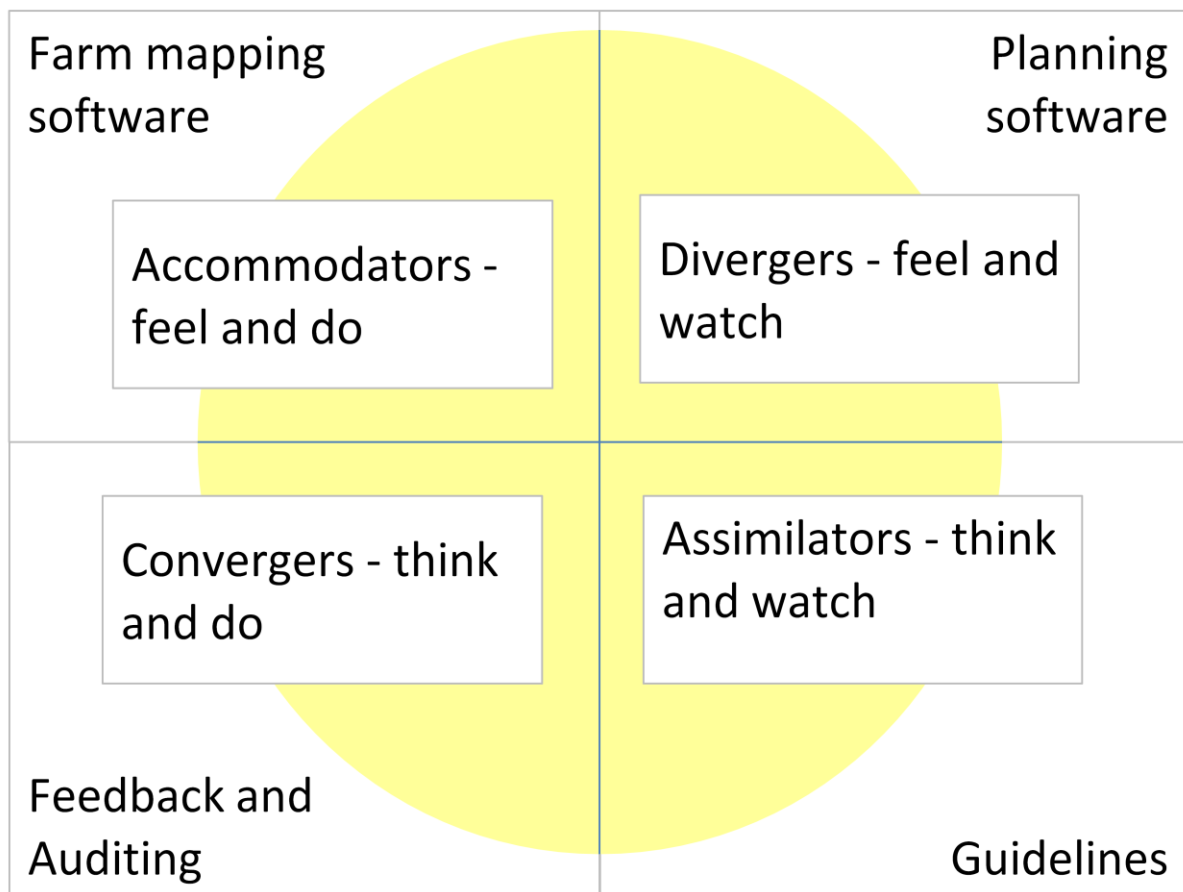 Farm mapping
software
Planning
software
Accommodators -
feel and do
Divergers - feel and
watch
Convergers - think
and do
Assimilators - think
and watch
Feedback and
Auditing
Guidelines